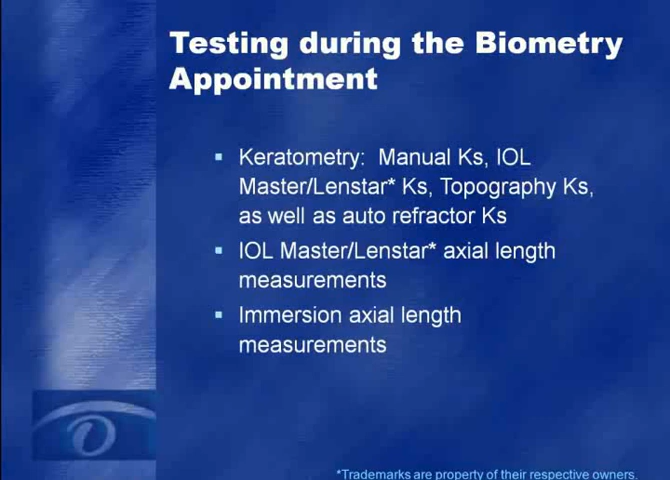 Testing during the Biometry
Appointment
▪ Keratometry: Manual Ks, IOL
Master/Lenstar* Ks, Topography Ks,
as well as auto refractor Ks
▪ IOL Master/Lenstar* axial length
measurements
▪ Immersion axial length
measurements
*Trademarks are property of their respective owners.